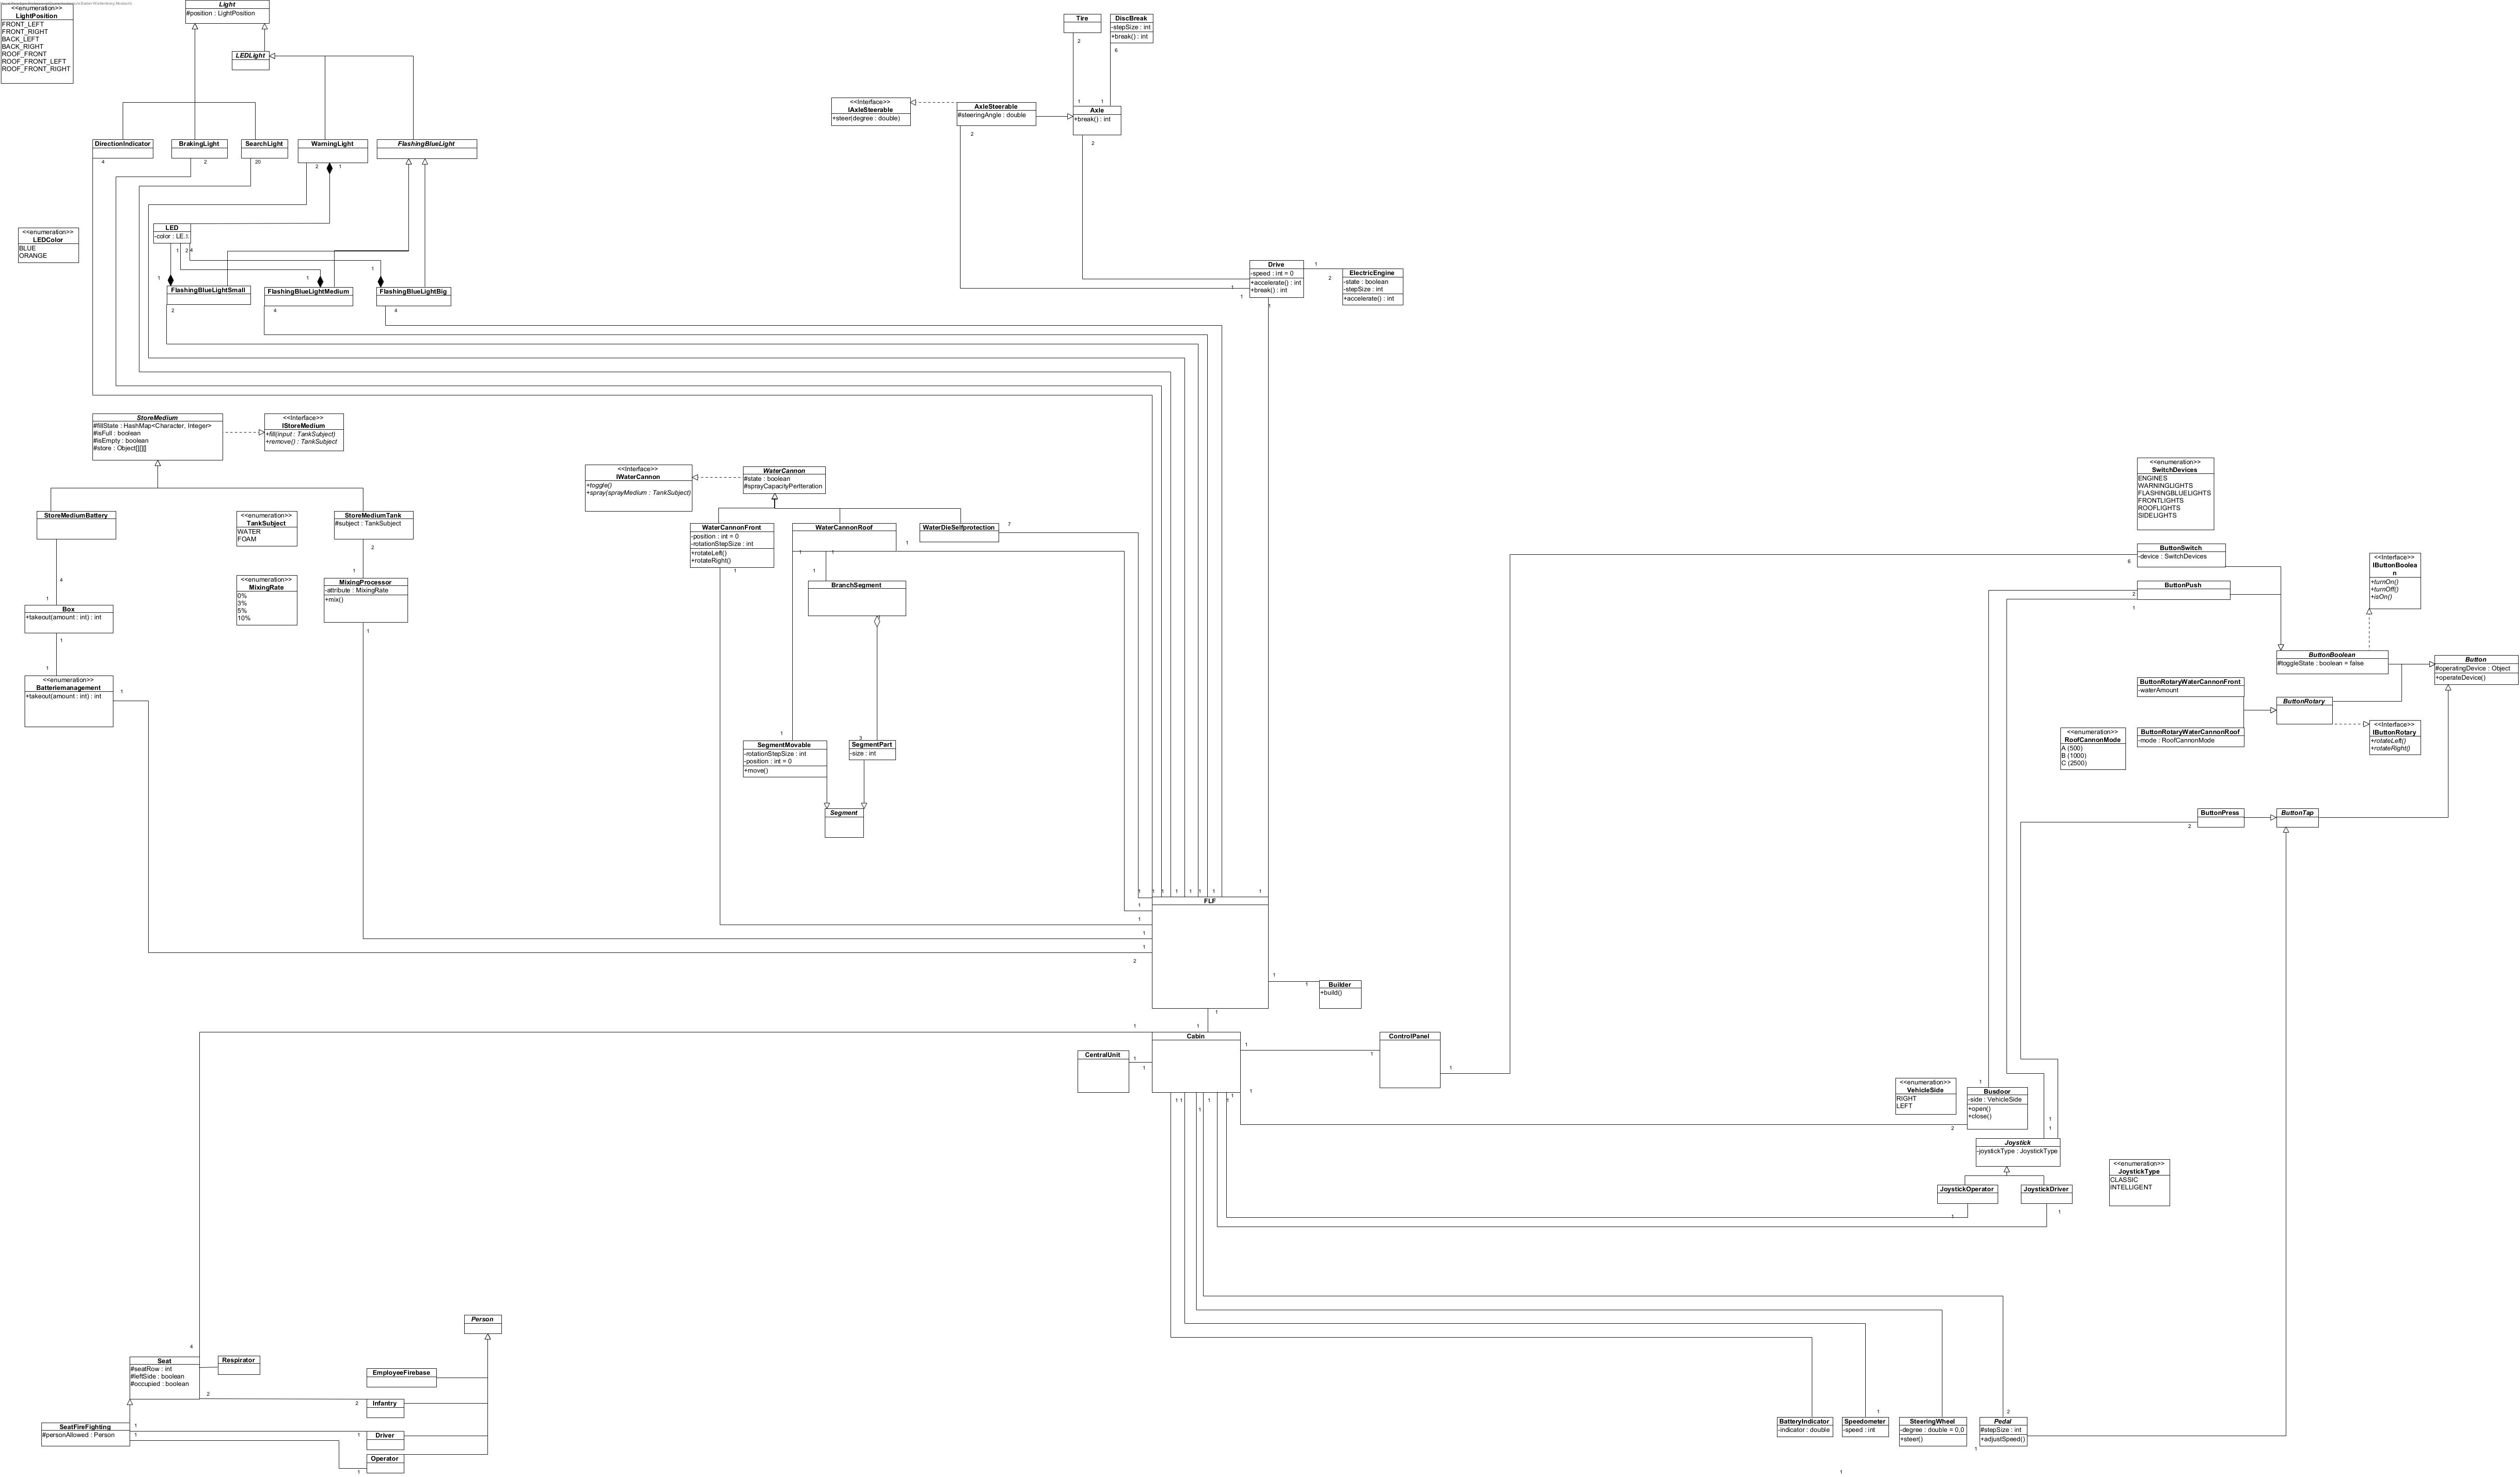 <<enumeration>>
LightPosition
FRONT_LEFT
FRONT_RIGHT
BACK_LEFT
BACK_RIGHT
ROOF_FRONT
ROOF_FRONT_LEFT
ROOF_FRONT_RIGHT
Light
#position : LightPosition
LEDLight
Tire
2
DiscBreak
-stepSize : int
+break() : int
6
<<Interface>>
IAxleSteerable
+steer(degree : double)
AxleSteerable
#steeringAngle : double
2
1
1
Axle
+break() : int
2
DirectionIndicator
4
BrakingLight
2
SearchLight
20
WarningLight
2
1
FlashingBlueLight
<<enumeration>>
LEDColor
BLUE
ORANGE
LED
-color : LE...
1
2
4
1
1
1
FlashingBlueLightSmall
2
FlashingBlueLightMedium
4
FlashingBlueLightBig
4
Drive
-speed : int = 0
+accelerate() : int
+break() : int
1
1
1
1
2
ElectricEngine
-state : boolean
-stepSize : int
+accelerate() : int
StoreMedium
#fillState : HashMap<Character, Integer>
#isFull : boolean
#isEmpty : boolean
#store : Object[][][]
<<Interface>>
IStoreMedium
+fill(input : TankSubject)
+remove() : TankSubject
StoreMediumBattery
4
1
<<enumeration>>
TankSubject
WATER
FOAM
StoreMediumTank
#subject : TankSubject
2
1
<<enumeration>>
MixingRate
0%
3%
5%
10%
MixingProcessor
-attribute : MixingRate
+mix()
1
Box
+takeout(amount : int) : int
1
1
<<enumeration>>
Batteriemanagement
+takeout(amount : int) : int
1
<<Interface>>
IWaterCannon
+toggle()
+spray(sprayMedium : TankSubject)
WaterCannon
#state : boolean
#sprayCapacityPerIteration
WaterCannonFront
-position : int = 0
-rotationStepSize : int
+rotateLeft()
+rotateRight()
1
WaterCannonRoof
1
1
1
WaterDieSelfprotection
7
1
BranchSegment
1
SegmentMovable
-rotationStepSize : int
-position : int = 0
+move()
3
SegmentPart
-size : int
Segment
<<enumeration>>
SwitchDevices
ENGINES
WARNINGLIGHTS
FLASHINGBLUELIGHTS
FRONTLIGHTS
ROOFLIGHTS
SIDELIGHTS
ButtonSwitch
-device : SwitchDevices
6
ButtonPush
2
1
<<Interface>>
IButtonBoolea
n
+turnOn()
+turnOff()
+isOn()
ButtonBoolean
#toggleState : boolean = false
Button
#operatingDevice : Object
+operateDevice()
ButtonRotaryWaterCannonFront
-waterAmount
ButtonRotary
<<Interface>>
IButtonRotary
+rotateLeft()
+rotateRight()
<<enumeration>>
RoofCannonMode
A (500)
B (1000)
C (2500)
ButtonRotaryWaterCannonRoof
-mode : RoofCannonMode
ButtonPress
2
ButtonTap
1
1
1
1
1
1
1
1
1
1
1
1
1
2
FLF
1
1
1
Builder
+build()
1
1
Cabin
1
CentralUnit
1
1
1
1
ControlPanel
1
1
1
1
1
1
1
1
<<enumeration>>
VehicleSide
RIGHT
LEFT
1
Busdoor
-side : VehicleSide
+open()
+close()
2
1
1
Joystick
-joystickType : JoystickType
<<enumeration>>
JoystickType
CLASSIC
INTELLIGENT
JoystickOperator
1
JoystickDriver
1
4
Seat
#seatRow : int
#leftSide : boolean
#occupied : boolean
2
Respirator
Person
EmployeeFirebase
2
Infantry
SeatFireFighting
#personAllowed : Person
1
1
1
Driver
1
Operator
BatteryIndicator
-indicator : double
1
Speedometer
-speed : int
SteeringWheel
-degree : double = 0,0
+steer()
2
Pedal
#stepSize : int
+adjustSpeed()
1
1